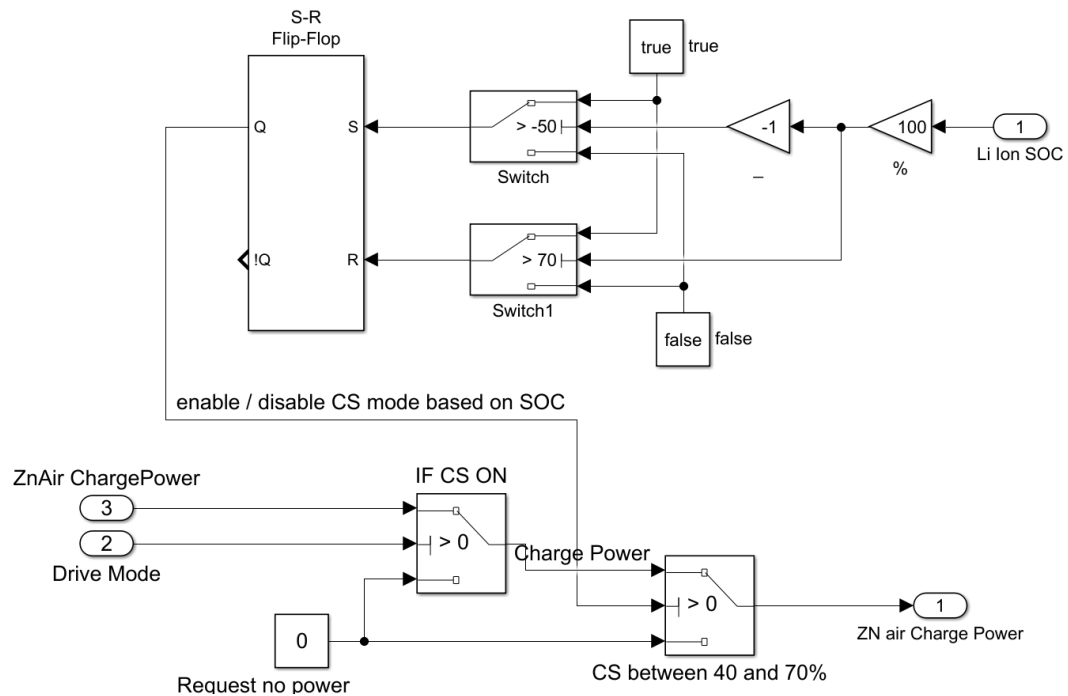 S-R
Flip-Flop
true
true
Q
S
> -50
-1
100
1
Switch
_
%
Li Ion SOC
!Q
R
> 70
Switch1
false
false
enable / disable CS mode based on SOC
ZnAir ChargePower
IF CS ON
3
2
> 0
Drive Mode
Charge Power
0
> 0
1
ZN air Charge Power
Request no power
CS between 40 and 70%